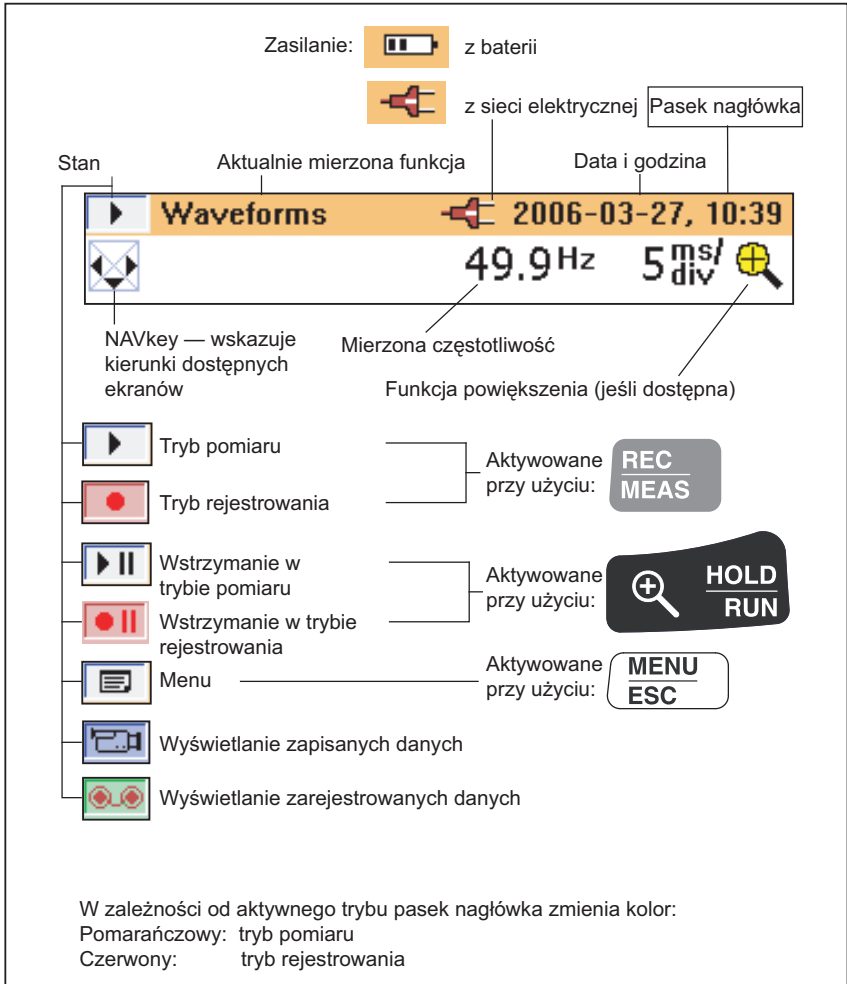 Zasilanie: z baterii
z sieci elektrycznej Pasek nagłówka
Stan Aktualnie mierzona funkcja Data i godzina
Waveforms 2006-03-27, 10:39
49.9 Hz 5 ms/div
NAVkey — wskazuje
kierunki dostępnych
ekranów
Mierzona częstotliwość
Funkcja powiększenia (jeśli dostępna)
Tryb pomiaru
Tryb rejestrowania
Aktywowane
przy użyciu:
REC
MEAS
Wstrzymanie w
trybie pomiaru
Wstrzymanie w trybie
rejestrowania
Aktywowane
przy użyciu:
HOLD
RUN
Menu
Aktywowane
przy użyciu:
MENU
ESC
Wyświetlanie zapisanych danych
Wyświetlanie zarejestrowanych danych
W zależności od aktywnego trybu pasek nagłówka zmienia kolor:
Pomarańczowy: tryb pomiaru
Czerwony: tryb rejestrowania